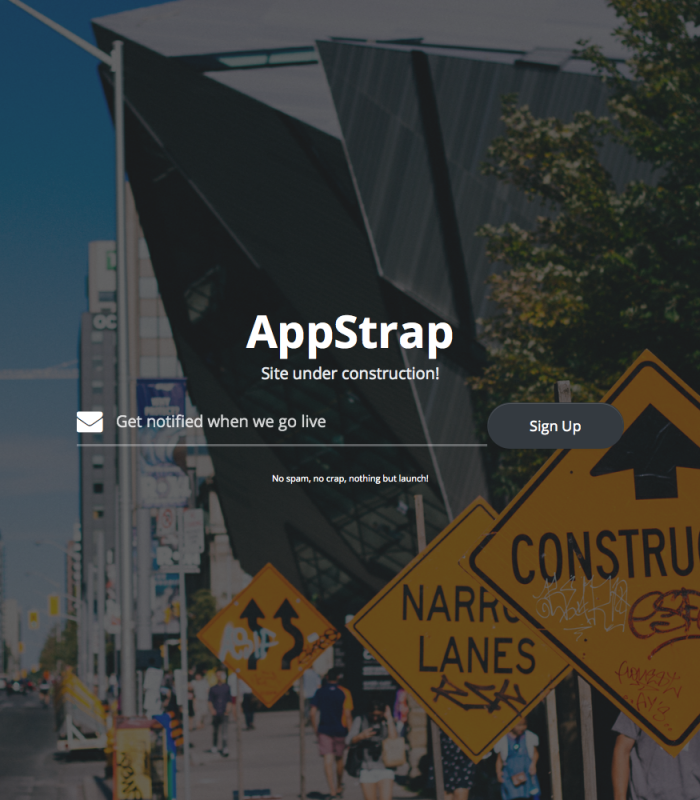 AppStrap
Site under construction!
Get notified when we go live
Sign Up
No spam, no crap, nothing but launch!
CONSTRUC
NARR
LANES